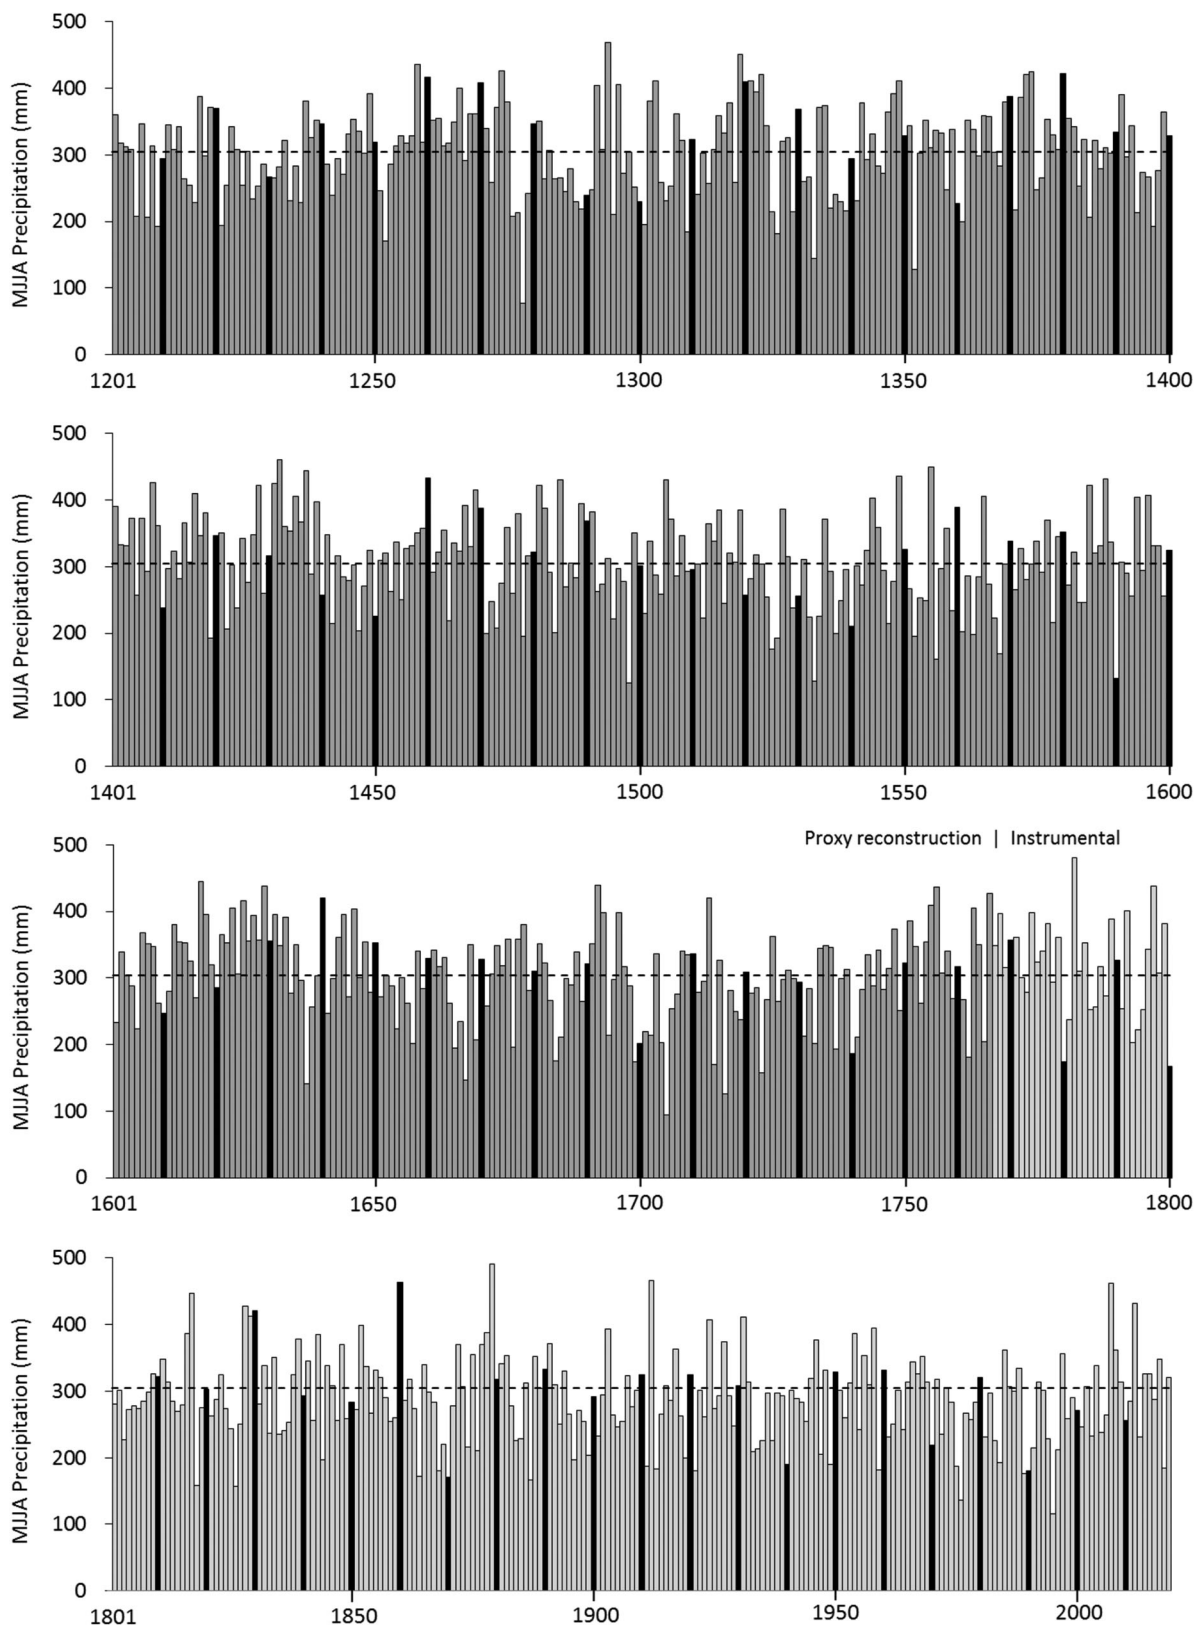 500
400
300
200
100
0
MJJA Precipitation (mm)
1201 1250 1300 1350 1400
500
400
300
200
100
0
MJJA Precipitation (mm)
1401 1450 1500 1550 1600
Proxy reconstruction | Instrumental
500
400
300
200
100
0
MJJA Precipitation (mm)
1601 1650 1700 1750 1800
500
400
300
200
100
0
MJJA Precipitation (mm)
1801 1850 1900 1950 2000